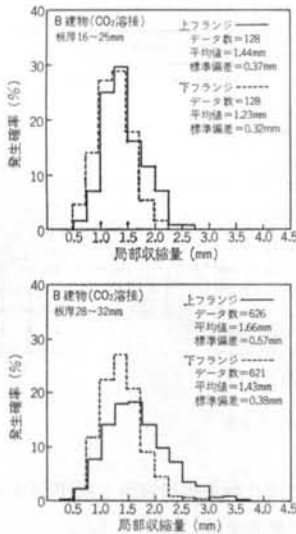 B 建物(CO₂溶接)
板厚16~25mm
上フランジ
データ数=128
平均値=1.44mm
標準偏差=0.37mm
下フランジ
データ数=128
平均値=1.23mm
標準偏差=0.32mm
発生確率(%)
40
30
20
10
0
0.5 1.0 1.5 2.0 2.5 3.0 3.5 4.0 4.5
局部収縮量(mm)
B 建物(CO₂溶接)
板厚28~32mm
上フランジ
データ数=626
平均値=1.66mm
標準偏差=0.57mm
下フランジ
データ数=621
平均値=1.43mm
標準偏差=0.38mm
発生確率(%)
40
30
20
10
0
0.5 1.0 1.5 2.0 2.5 3.0 3.5 4.0 4.5
局部収縮量(mm)